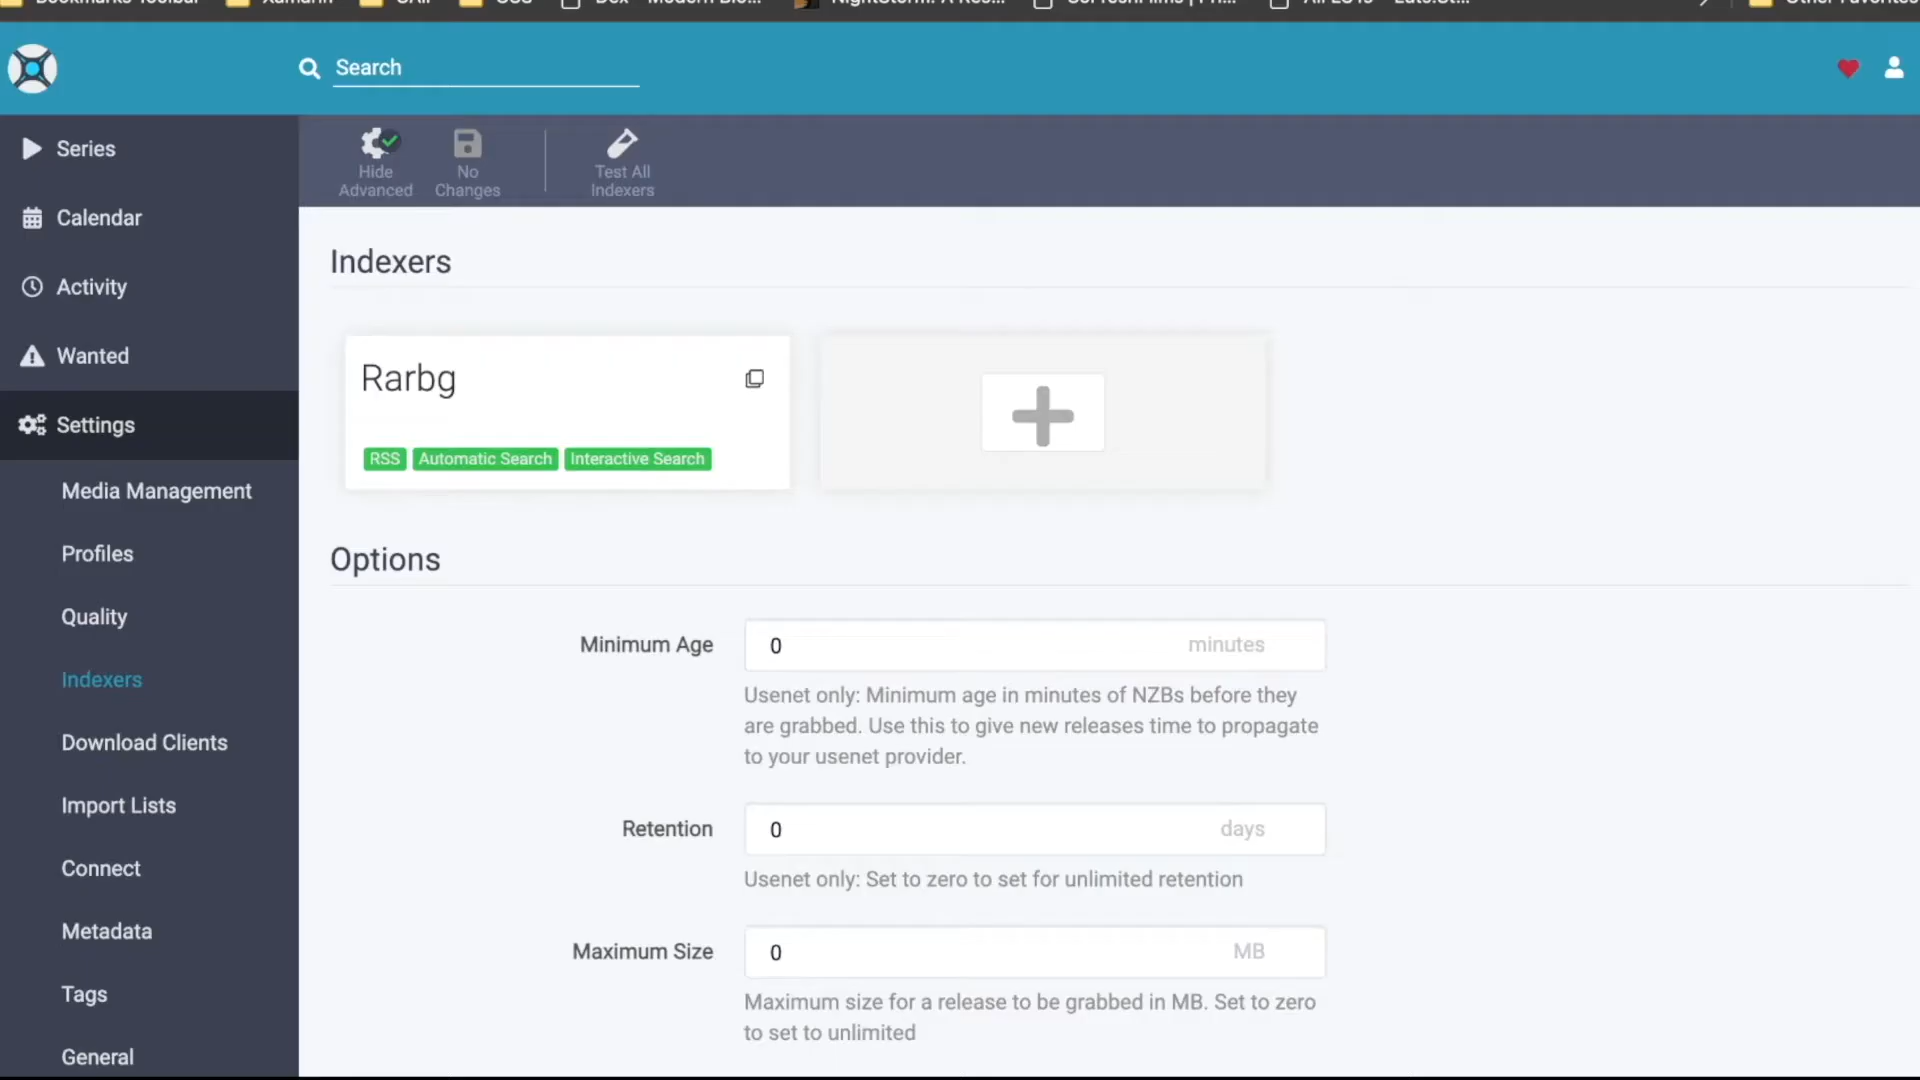 Search
Series
Calendar
Activity
Wanted
Settings
Media Management
Profiles
Quality
Indexers
Download Clients
Import Lists
Connect
Metadata
Tags
General
Hide
Advanced
No
Changes
Test All
Indexers
Indexers
Rarbg
RSS Automatic Search Interactive Search
Options
Minimum Age
0 minutes
Usenet only: Minimum age in minutes of NZBs before they
are grabbed. Use this to give new releases time to propagate
to your usenet provider.
Retention
0 days
Usenet only: Set to zero to set for unlimited retention
Maximum Size
0 MB
Maximum size for a release to be grabbed in MB. Set to zero
to set to unlimited